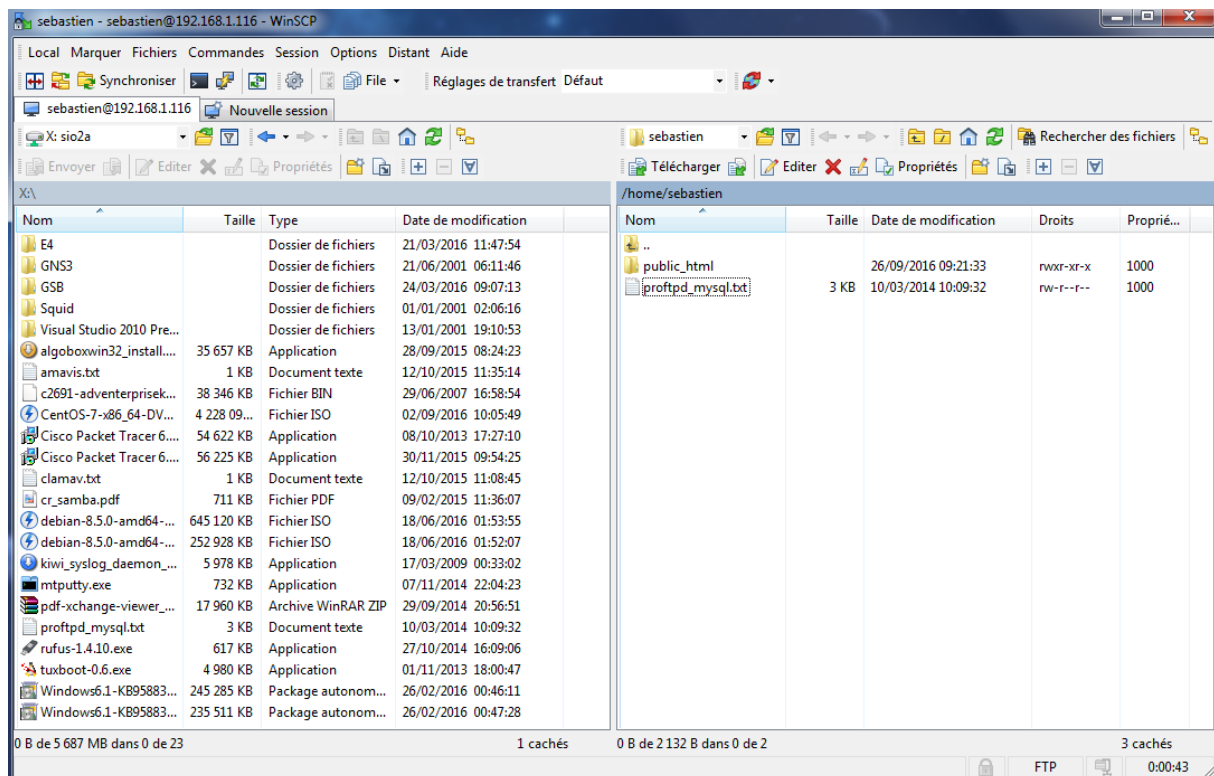 sebastien - sebastien@192.168.1.116 - WinSCP
Local Marquer Fichiers Commandes Session Options Distant Aide
Synchroniser File Réglages de transfert Défaut
sebastien@192.168.1.116 Nouvelle session
X: sio2a sebastien Rechercher des fichiers
Envoyer Editer Propriétés Télécharger Editer Propriétés
X:\ /home/sebastien
Nom Taille Type Date de modification Nom Taille Date de modification Droits Proprié...
E4 Dossier de fichiers 21/03/2016 11:47:54 ..
GNS3 Dossier de fichiers 21/06/2001 06:11:46 public_html 26/09/2016 09:21:33 rwxr-xr-x 1000
GSB Dossier de fichiers 24/03/2016 09:07:13 proftpd_mysql.txt 3 KB 10/03/2014 10:09:32 rw-r--r-- 1000
Squid Dossier de fichiers 01/01/2001 02:06:16
Visual Studio 2010 Pre... Dossier de fichiers 13/01/2001 19:10:53
algoboxwin32_install.... 35 657 KB Application 28/09/2015 08:24:23
amavis.txt 1 KB Document texte 12/10/2015 11:35:14
c2691-adventerprisek... 38 346 KB Fichier BIN 29/06/2007 16:58:54
CentOS-7-x86_64-DV... 4 228 09... Fichier ISO 02/09/2016 10:05:49
Cisco Packet Tracer 6.... 54 622 KB Application 08/10/2013 17:27:10
Cisco Packet Tracer 6.... 56 225 KB Application 30/11/2015 09:54:25
clamav.txt 1 KB Document texte 12/10/2015 11:08:45
cr_samba.pdf 711 KB Fichier PDF 09/02/2015 11:36:07
debian-8.5.0-amd64-... 645 120 KB Fichier ISO 18/06/2016 01:53:55
debian-8.5.0-amd64-... 252 928 KB Fichier ISO 18/06/2016 01:52:07
kiwi_syslog_daemon_... 5 978 KB Application 17/03/2009 00:33:02
mtputty.exe 732 KB Application 07/11/2014 22:04:23
pdf-xchange-viewer_... 17 960 KB Archive WinRAR ZIP 29/09/2014 20:56:51
proftpd_mysql.txt 3 KB Document texte 10/03/2014 10:09:32
rufus-1.4.10.exe 617 KB Application 27/10/2014 16:09:06
tuxboot-0.6.exe 4 980 KB Application 01/11/2013 18:00:47
Windows6.1-KB95883... 245 285 KB Package autonom... 26/02/2016 00:46:11
Windows6.1-KB95883... 235 511 KB Package autonom... 26/02/2016 00:47:28
0 B de 5 687 MB dans 0 de 23 1 cachés 0 B de 2 132 B dans 0 de 2 3 cachés
FTP 0:00:43